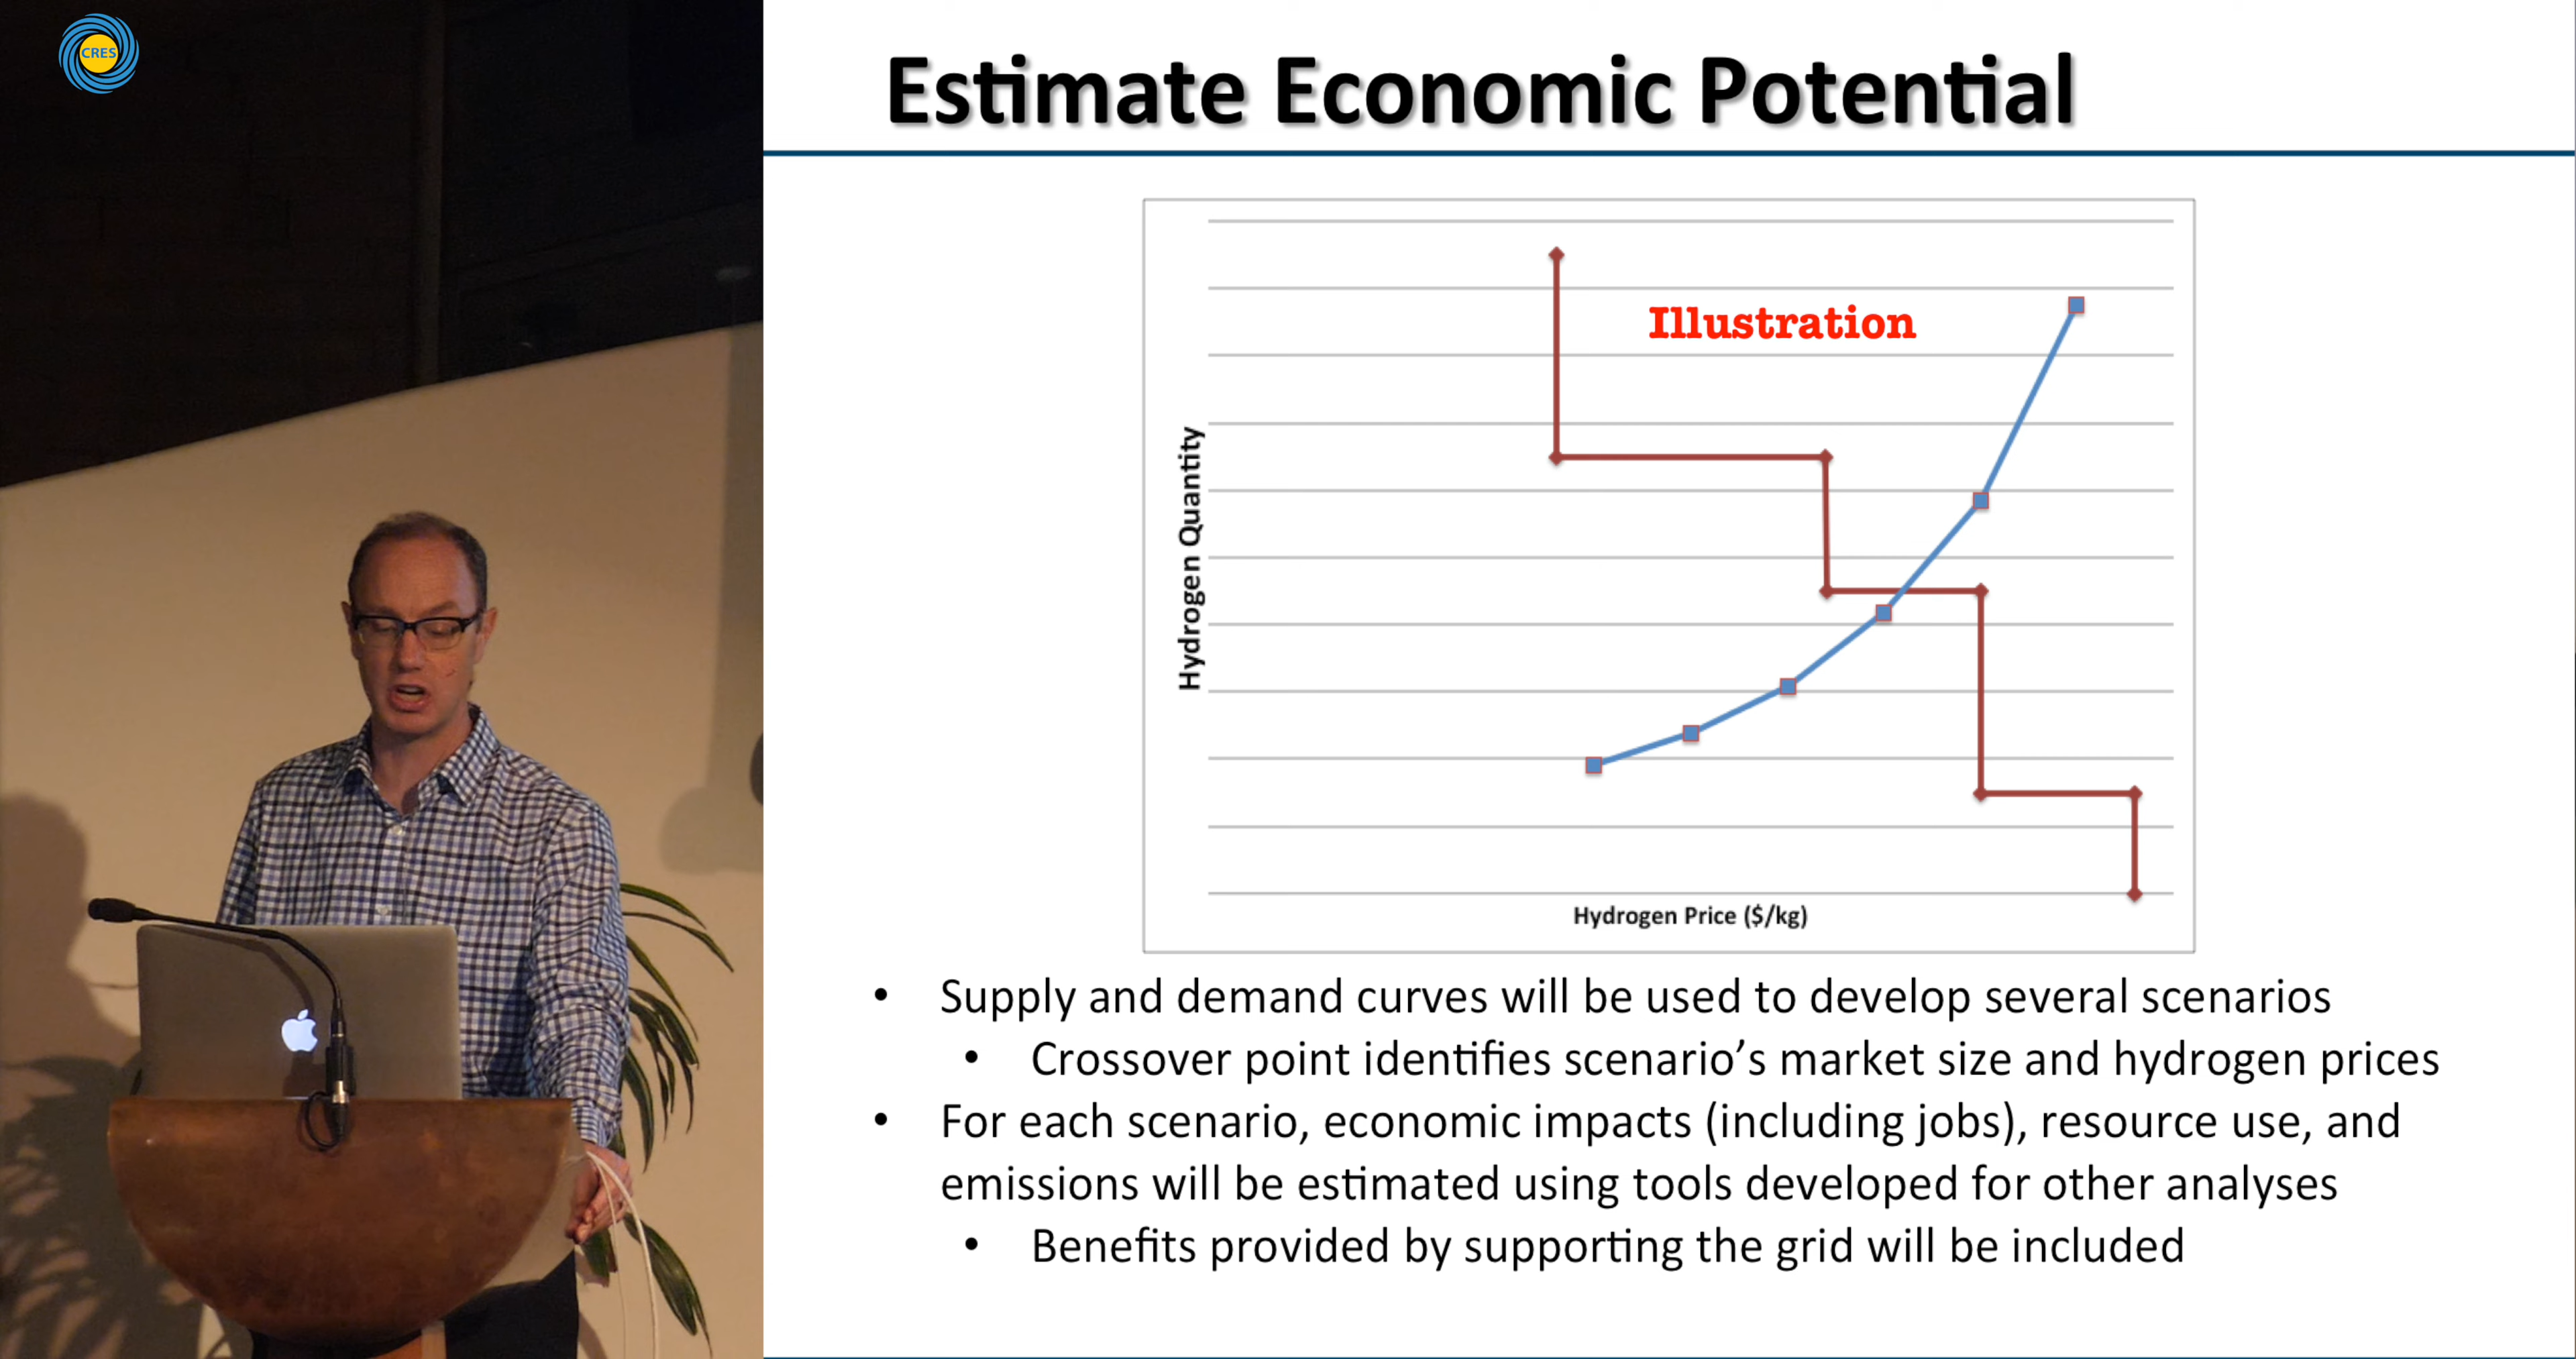 CRES
Estimate Economic Potential
Illustration
Hydrogen Quantity
Hydrogen Price ($/kg)
• Supply and demand curves will be used to develop several scenarios
• Crossover point identifies scenario’s market size and hydrogen prices
• For each scenario, economic impacts (including jobs), resource use, and
emissions will be estimated using tools developed for other analyses
• Benefits provided by supporting the grid will be included